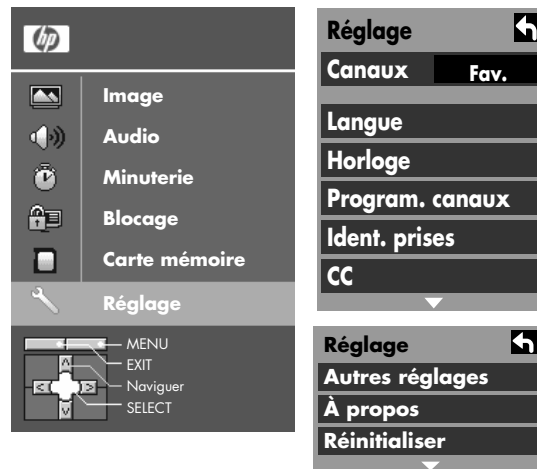 hp
Image
Audio
Minuterie
Blocage
Carte mémoire
Réglage
MENU
EXIT
Naviguer
SELECT
Réglage
Canaux Fav.
Langue
Horloge
Program. canaux
Ident. prises
CC
Réglage
Autres réglages
À propos
Réinitialiser